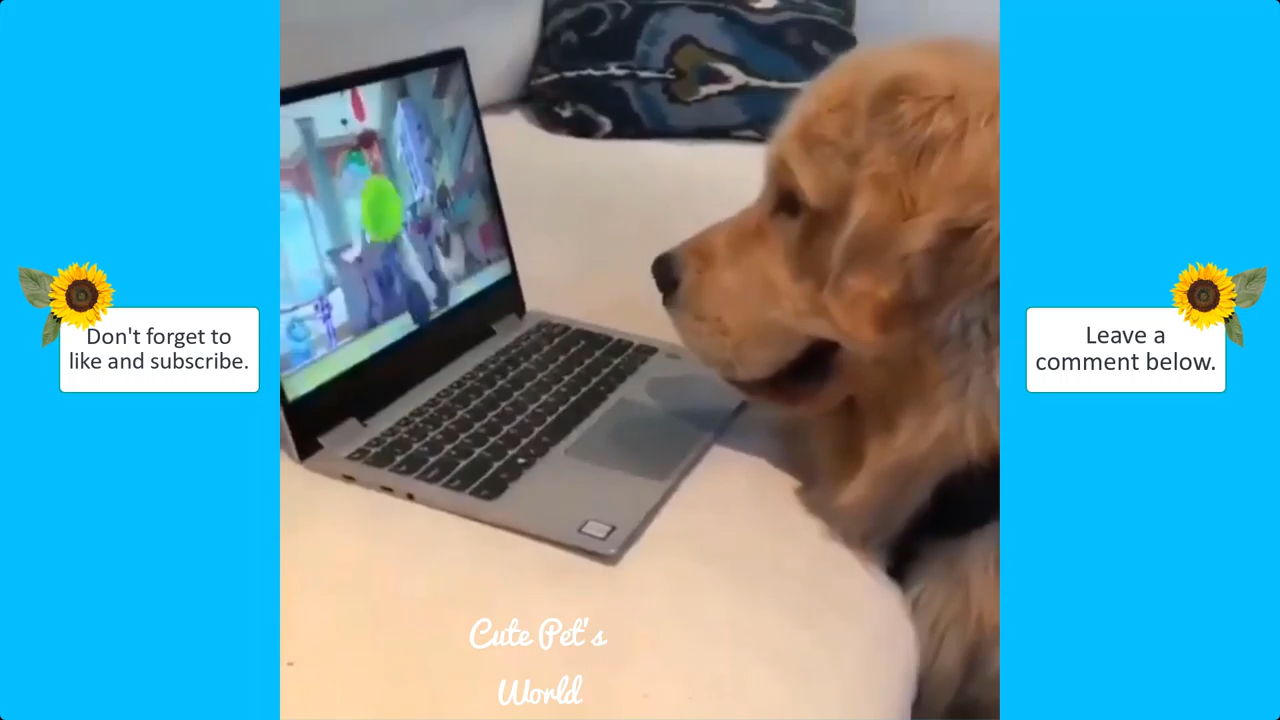 Don't forget to
like and subscribe.
Leave a
comment below.
Cute Pet's
World